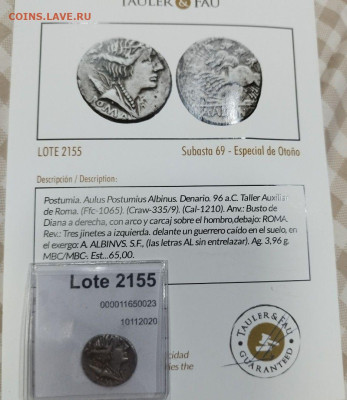 COINS.ЛАVE.RU
TAULER & FAU
LOTE 2155
Subasta 69 - Especial de Otoño
Descripción / Description:
Postumia. Aulus Postumius Albinus. Denario. 96 a.C. Taller Auxiliar
de Roma. (Ffc-1065). (Craw-335/9). (Cal-1210). Anv.: Busto de
Diana a derecha, con arco y carcaj sobre el hombro,debajo: ROMA.
Rev.: Tres jinetes a izquierda. delante un guerrero caído en el suelo, en
el exergo: A. ALBINVS. S.F., (las letras AL sin entrelazar). Ag. 3,96 g.
MBC/MBC-. Est...65,00.
Lote 2155
000011650023
10112020
TAULER & FAU
GUARANTEED
cidad
es the